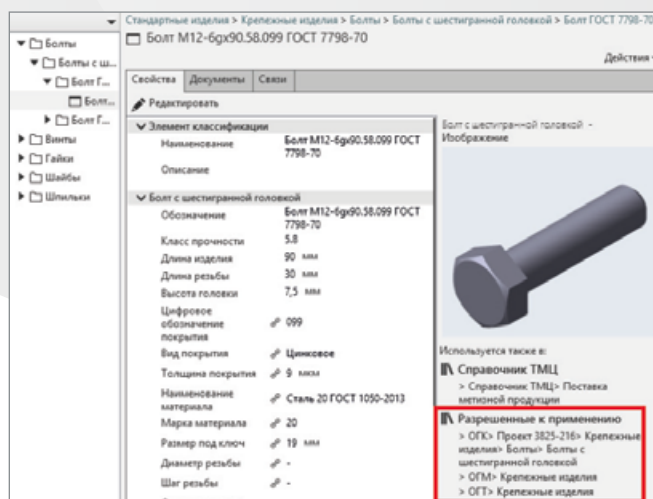 Стандартные изделия > Крепежные изделия > Болты > Болты с шестигранной головкой > Болт ГОСТ 7798-70
Болт М12-6gx90.58.099 ГОСТ 7798-70
Действия
Болты
Болты с ш...
Болт Г...
Болт...
Болт Г...
Винты
Гайки
Шайбы
Шпильки
Свойства Документы Связи
Редактировать
Элемент классификации
Наименование Болт М12-6gx90.58.099 ГОСТ
7798-70
Описание
Болт с шестигранной головкой
Обозначение Болт М12-6gx90.58.099 ГОСТ
7798-70
Класс прочности 5.8
Длина изделия 90 мм
Длина резьбы 30 мм
Высота головки 7,5 мм
Цифровое
обозначение 099
покрытия
Вид покрытия Цинковое
Толщина покрытия 9 мкм
Наименование
материала Сталь 20 ГОСТ 1050-2013
Марка материала 20
Размер под ключ 19 мм
Диаметр резьбы -
Шаг резьбы -
Болт с шестигранной головкой -
Изображение
Используется также в:
Справочник ТМЦ
> Справочник ТМЦ> Поставка
метизной продукции
Разрешенные к применению
> ОГК> Проект 3825-216> Крепежные
изделия> Болты> Болты с
шестигранной головкой
> ОГМ> Крепежные изделия
> ОГТ> Крепежные изделия